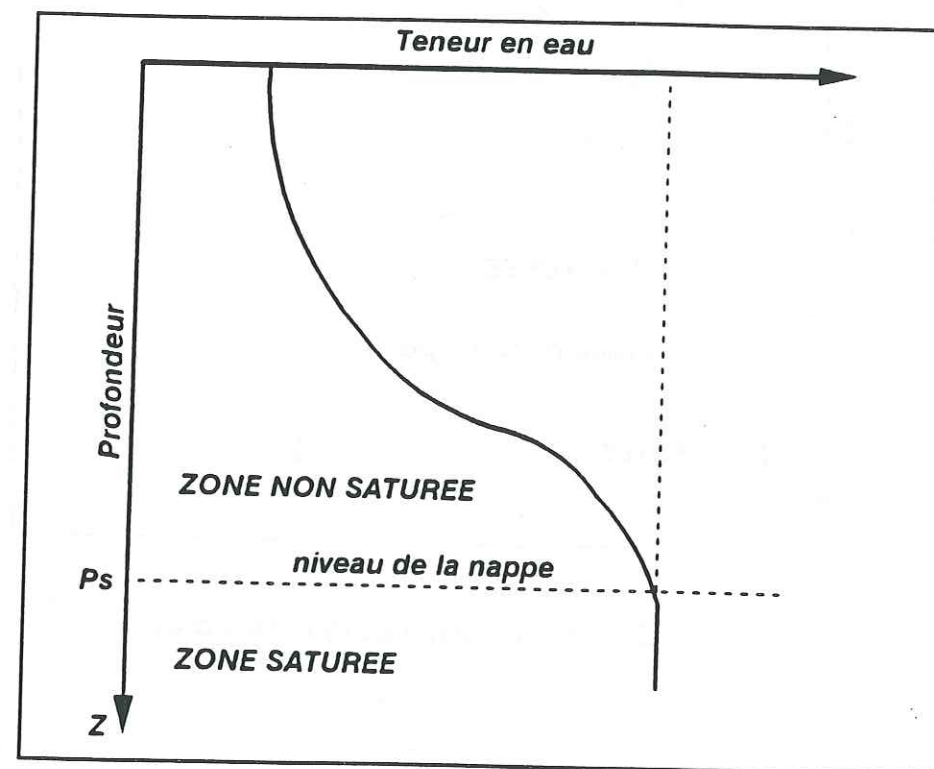 Teneur en eau
Profondeur
ZONE NON SATUREE
niveau de la nappe
Ps
ZONE SATUREE
Z